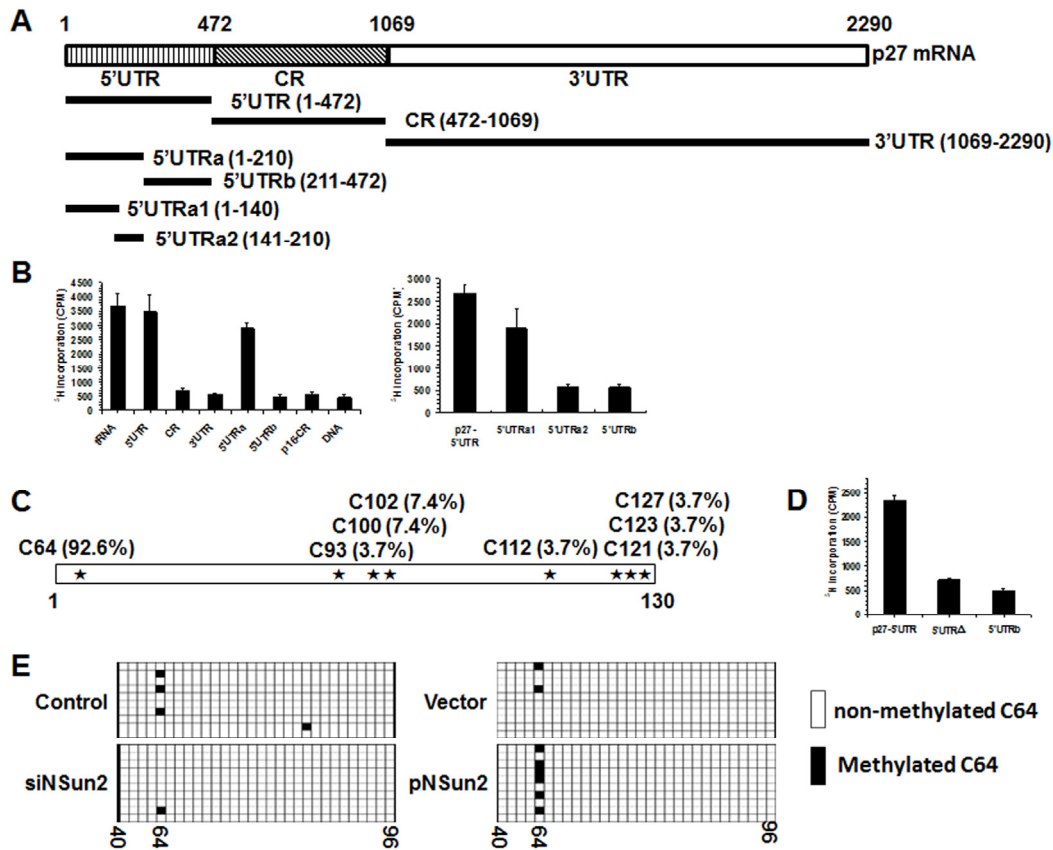 A
1 472 1069 2290
p27 mRNA
5'UTR CR 3'UTR
5'UTR (1-472)
CR (472-1069)
3'UTR (1069-2290)
5'UTRa (1-210)
5'UTRb (211-472)
5'UTRa1 (1-140)
5'UTRa2 (141-210)
B
³H incorporation (CPM)
4500
4000
3500
3000
2500
2000
1500
1000
500
0
tRNA 5'UTR CR 3'UTR 5'UTRa 5'UTRb p16-CR DNA
³H incorporation (CPM)
3000
2500
2000
1500
1000
500
0
p27-5'UTR 5'UTRa1 5'UTRa2 5'UTRb
C
C102 (7.4%) C127 (3.7%)
C100 (7.4%) C123 (3.7%)
C64 (92.6%) C93 (3.7%) C112 (3.7%) C121 (3.7%)
1 130
D
³H incorporation (CPM)
2500
2000
1500
1000
500
0
p27-5'UTR 5'UTRΔ 5'UTRb
E
Control
siNSun2
40 64 96
Vector
pNSun2
40 64 96
non-methylated C64
Methylated C64